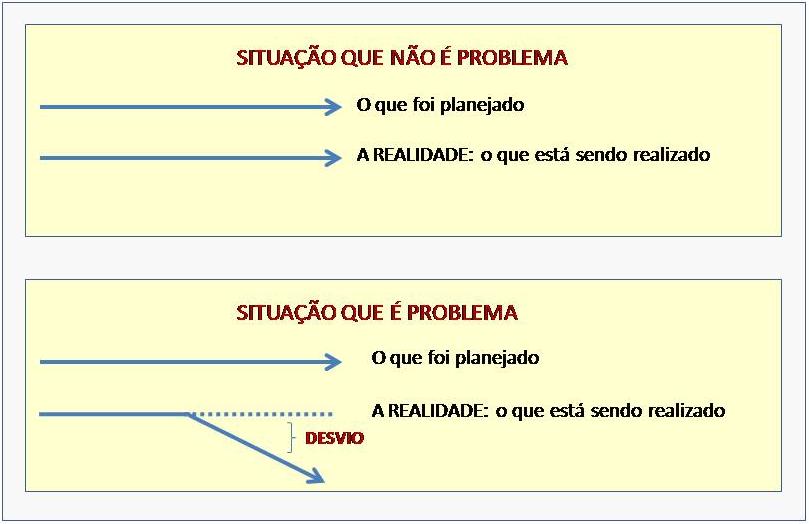 SITUAÇÃO QUE NÃO É PROBLEMA
O que foi planejado
A REALIDADE: o que está sendo realizado
SITUAÇÃO QUE É PROBLEMA
O que foi planejado
A REALIDADE: o que está sendo realizado
DESVIO